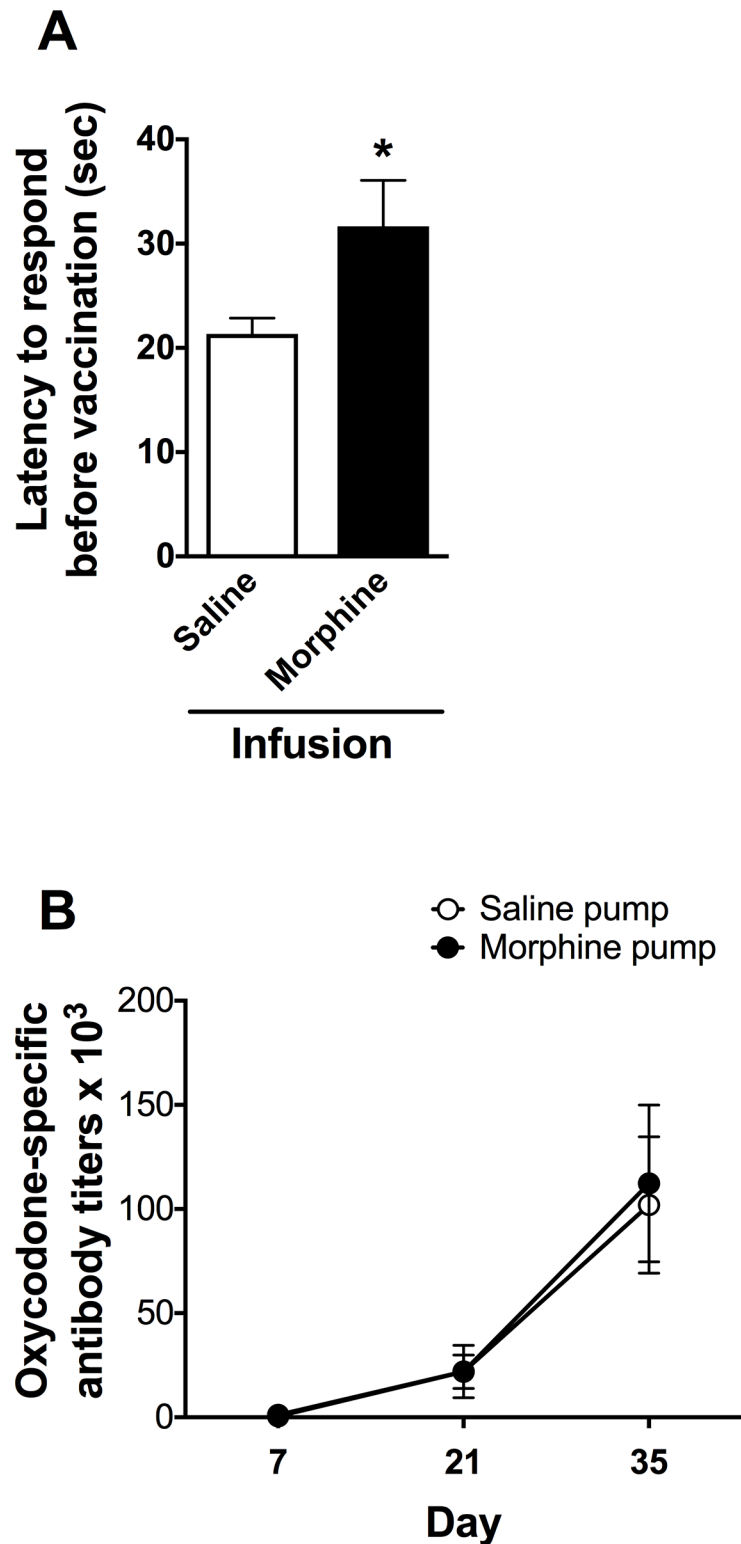 A
Latency to respond
before vaccination (sec)
40
30
20
10
0
*
Saline
Morphine
Infusion
B
Saline pump
Morphine pump
Oxycodone-specific
antibody titers x 10³
200
150
100
50
0
7
21
35
Day